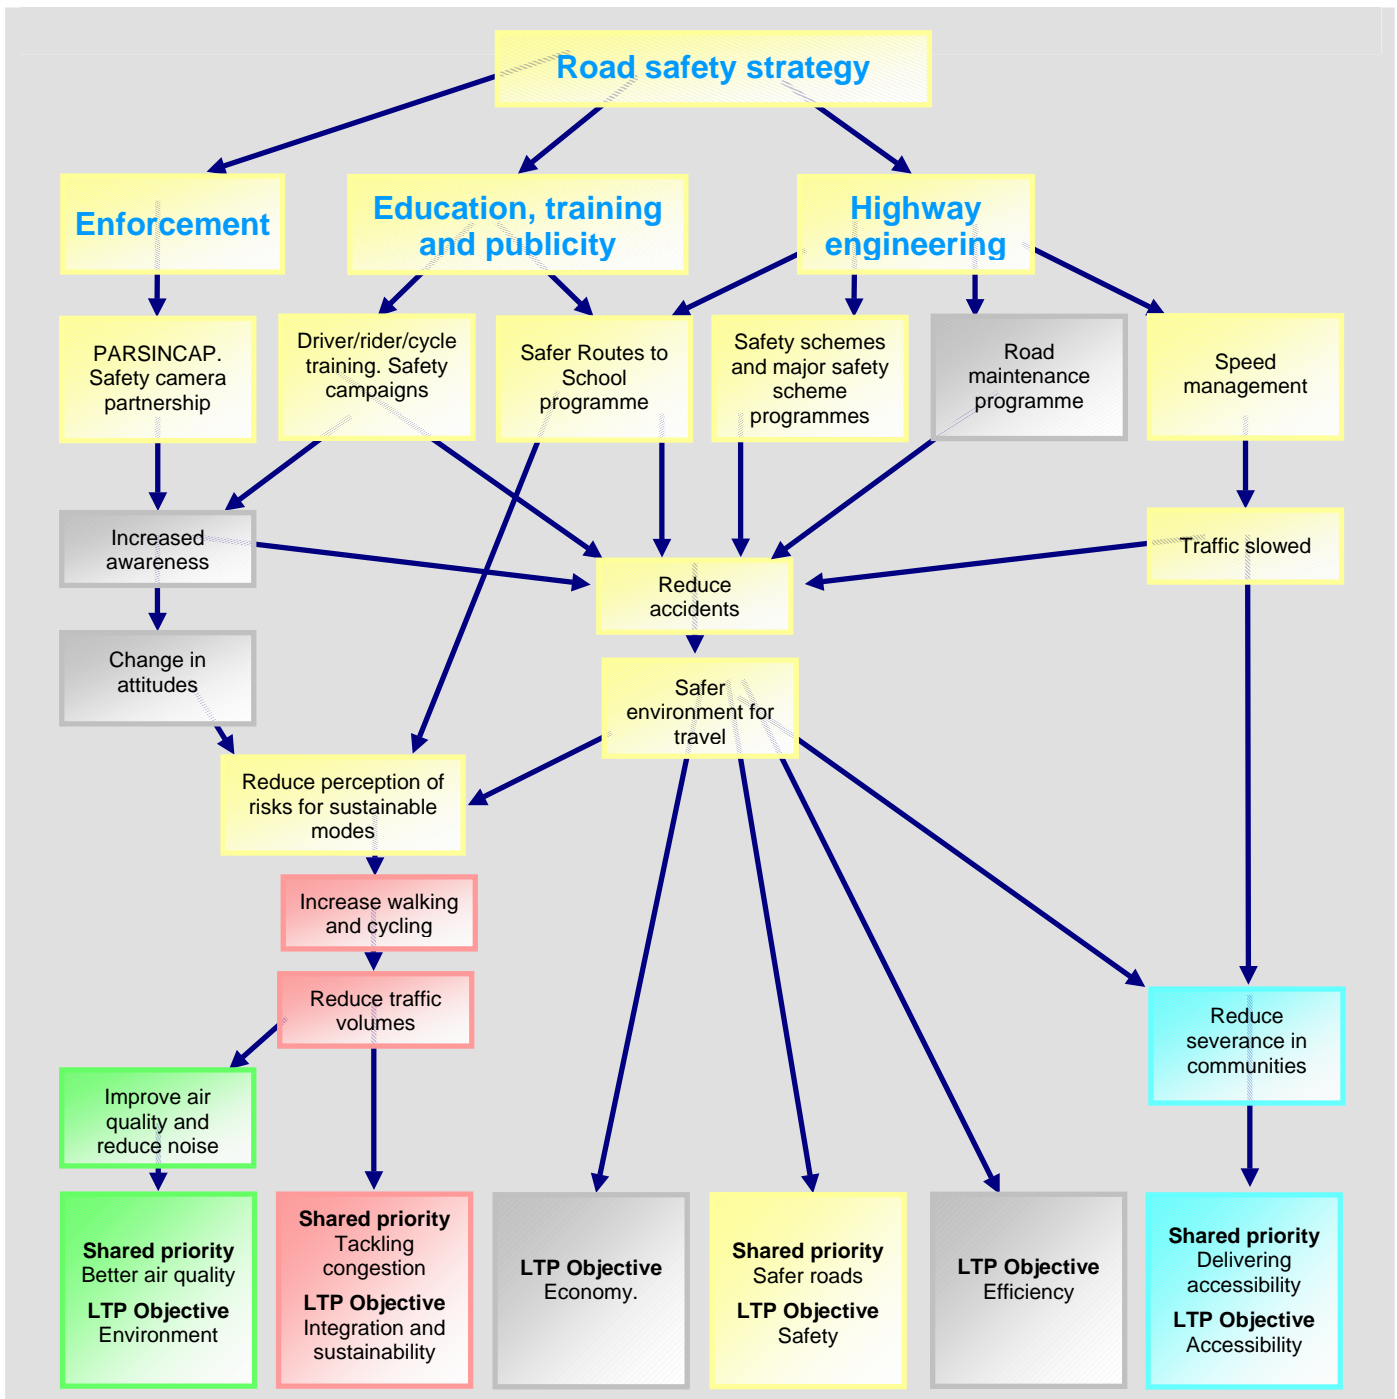 Road safety strategy
Enforcement
Education, training
and publicity
Highway
engineering
PARSINCAP.
Safety camera
partnership
Driver/rider/cycle
training. Safety
campaigns
Safer Routes to
School
programme
Safety schemes
and major safety
scheme
programmes
Road
maintenance
programme
Speed
management
Increased
awareness
Traffic slowed
Reduce
accidents
Change in
attitudes
Safer
environment for
travel
Reduce perception of
risks for sustainable
modes
Increase walking
and cycling
Reduce traffic
volumes
Reduce
severance in
communities
Improve air
quality and
reduce noise
Shared priority
Better air quality
LTP Objective
Environment
Shared priority
Tackling
congestion
LTP Objective
Integration and
sustainability
LTP Objective
Economy.
Shared priority
Safer roads
LTP Objective
Safety
LTP Objective
Efficiency
Shared priority
Delivering
accessibility
LTP Objective
Accessibility